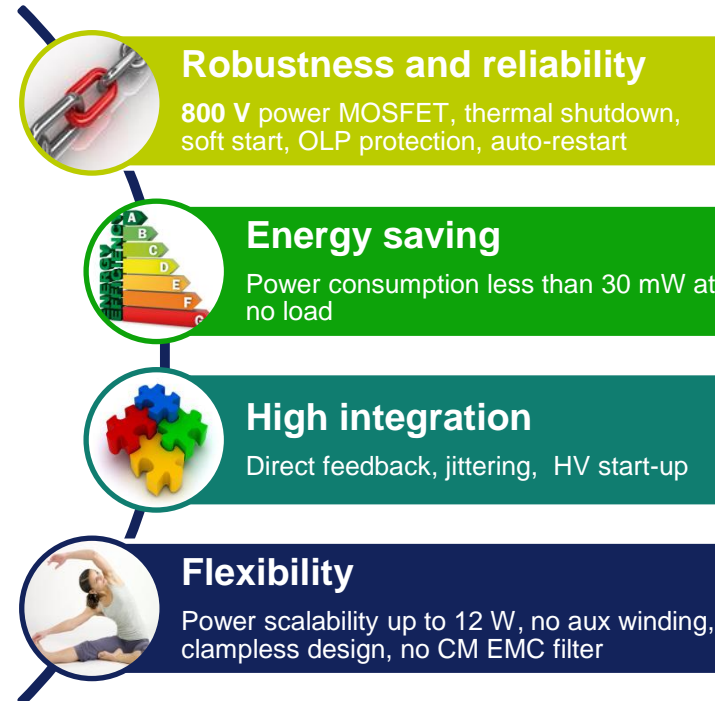 Robustness and reliability
800 V power MOSFET, thermal shutdown,
soft start, OLP protection, auto-restart
ENERGY
EFFICIENCY
A
B
C
D
E
F
G
Energy saving
Power consumption less than 30 mW at
no load
High integration
Direct feedback, jittering, HV start-up
Flexibility
Power scalability up to 12 W, no aux winding,
clampless design, no CM EMC filter